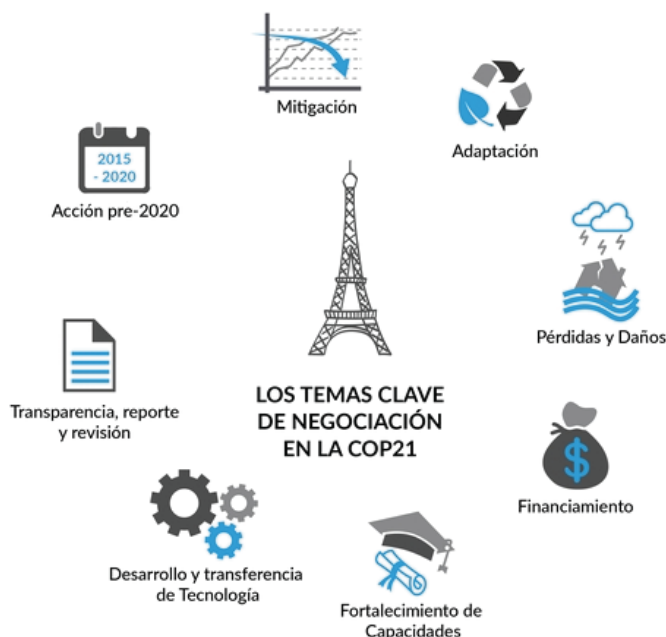 Mitigación
Adaptación
2015
- 2020
Acción pre-2020
Pérdidas y Daños
LOS TEMAS CLAVE
DE NEGOCIACIÓN
EN LA COP21
Transparencia, reporte
y revisión
$
Financiamiento
Desarrollo y transferencia
de Tecnología
Fortalecimiento de
Capacidades